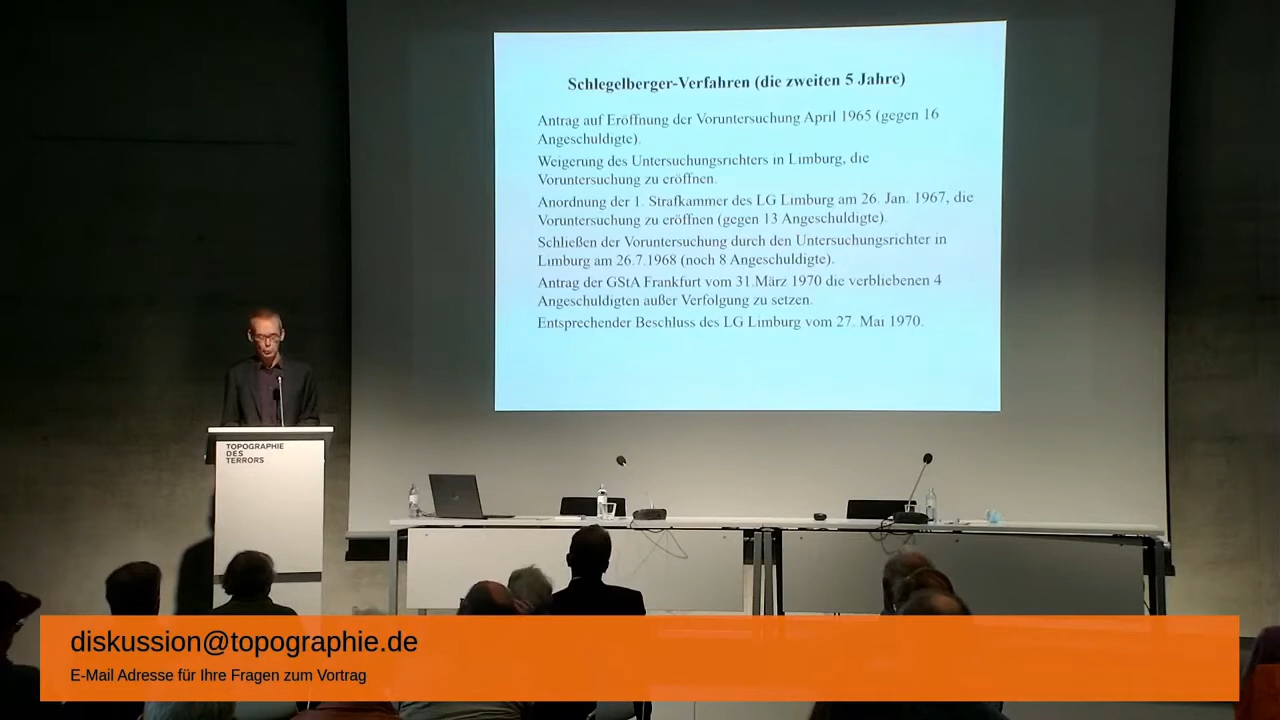 Schlegelberger-Verfahren (die zweiten 5 Jahre)
Antrag auf Eröffnung der Voruntersuchung April 1965 (gegen 16
Angeschuldigte).
Weigerung des Untersuchungsrichters in Limburg, die
Voruntersuchung zu eröffnen.
Anordnung der 1. Strafkammer des LG Limburg am 26. Jan. 1967, die
Voruntersuchung zu eröffnen (gegen 13 Angeschuldigte).
Schließen der Voruntersuchung durch den Untersuchungsrichter in
Limburg am 26.7.1968 (noch 8 Angeschuldigte).
Antrag der GStA Frankfurt vom 31.März 1970 die verbliebenen 4
Angeschuldigten außer Verfolgung zu setzen.
Entsprechender Beschluss des LG Limburg vom 27. Mai 1970.
TOPOGRAPHIE
DES
TERRORS
diskussion@topographie.de
E-Mail Adresse für Ihre Fragen zum Vortrag